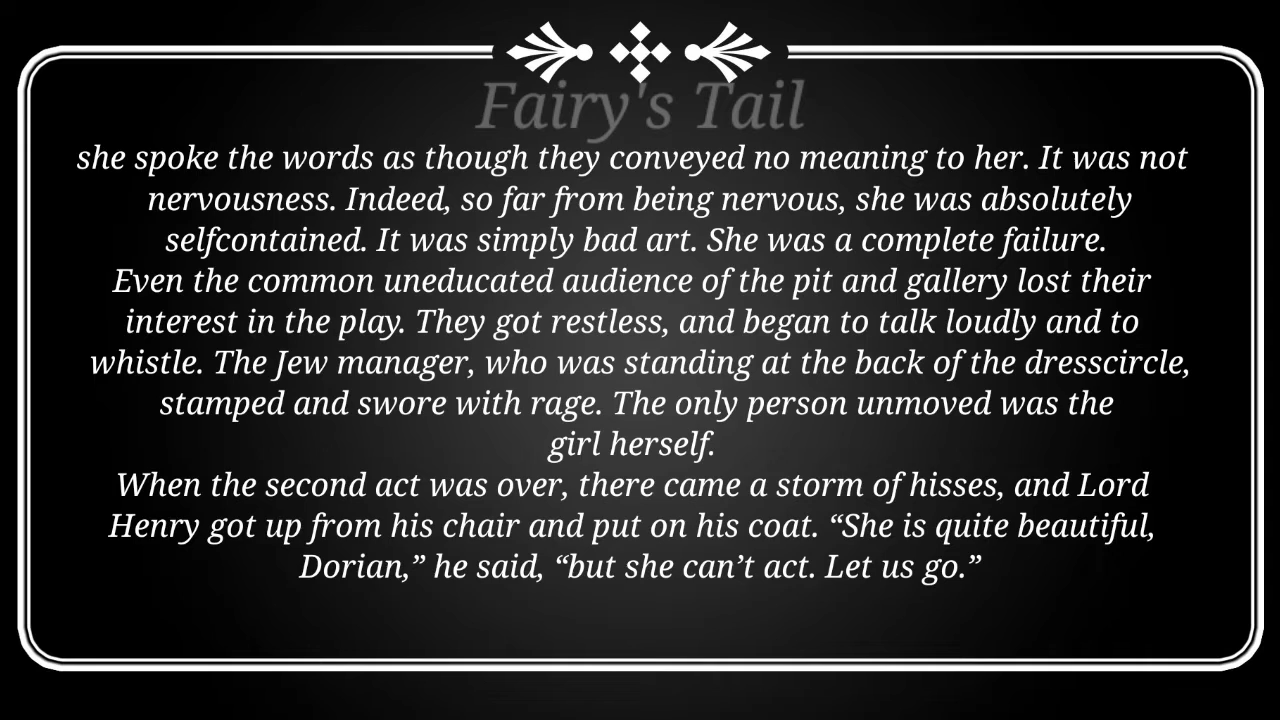 Fairy's Tail
she spoke the words as though they conveyed no meaning to her. It was not
nervousness. Indeed, so far from being nervous, she was absolutely
selfcontained. It was simply bad art. She was a complete failure.
Even the common uneducated audience of the pit and gallery lost their
interest in the play. They got restless, and began to talk loudly and to
whistle. The Jew manager, who was standing at the back of the dresscircle,
stamped and swore with rage. The only person unmoved was the
girl herself.
When the second act was over, there came a storm of hisses, and Lord
Henry got up from his chair and put on his coat. “She is quite beautiful,
Dorian,” he said, “but she can’t act. Let us go.”